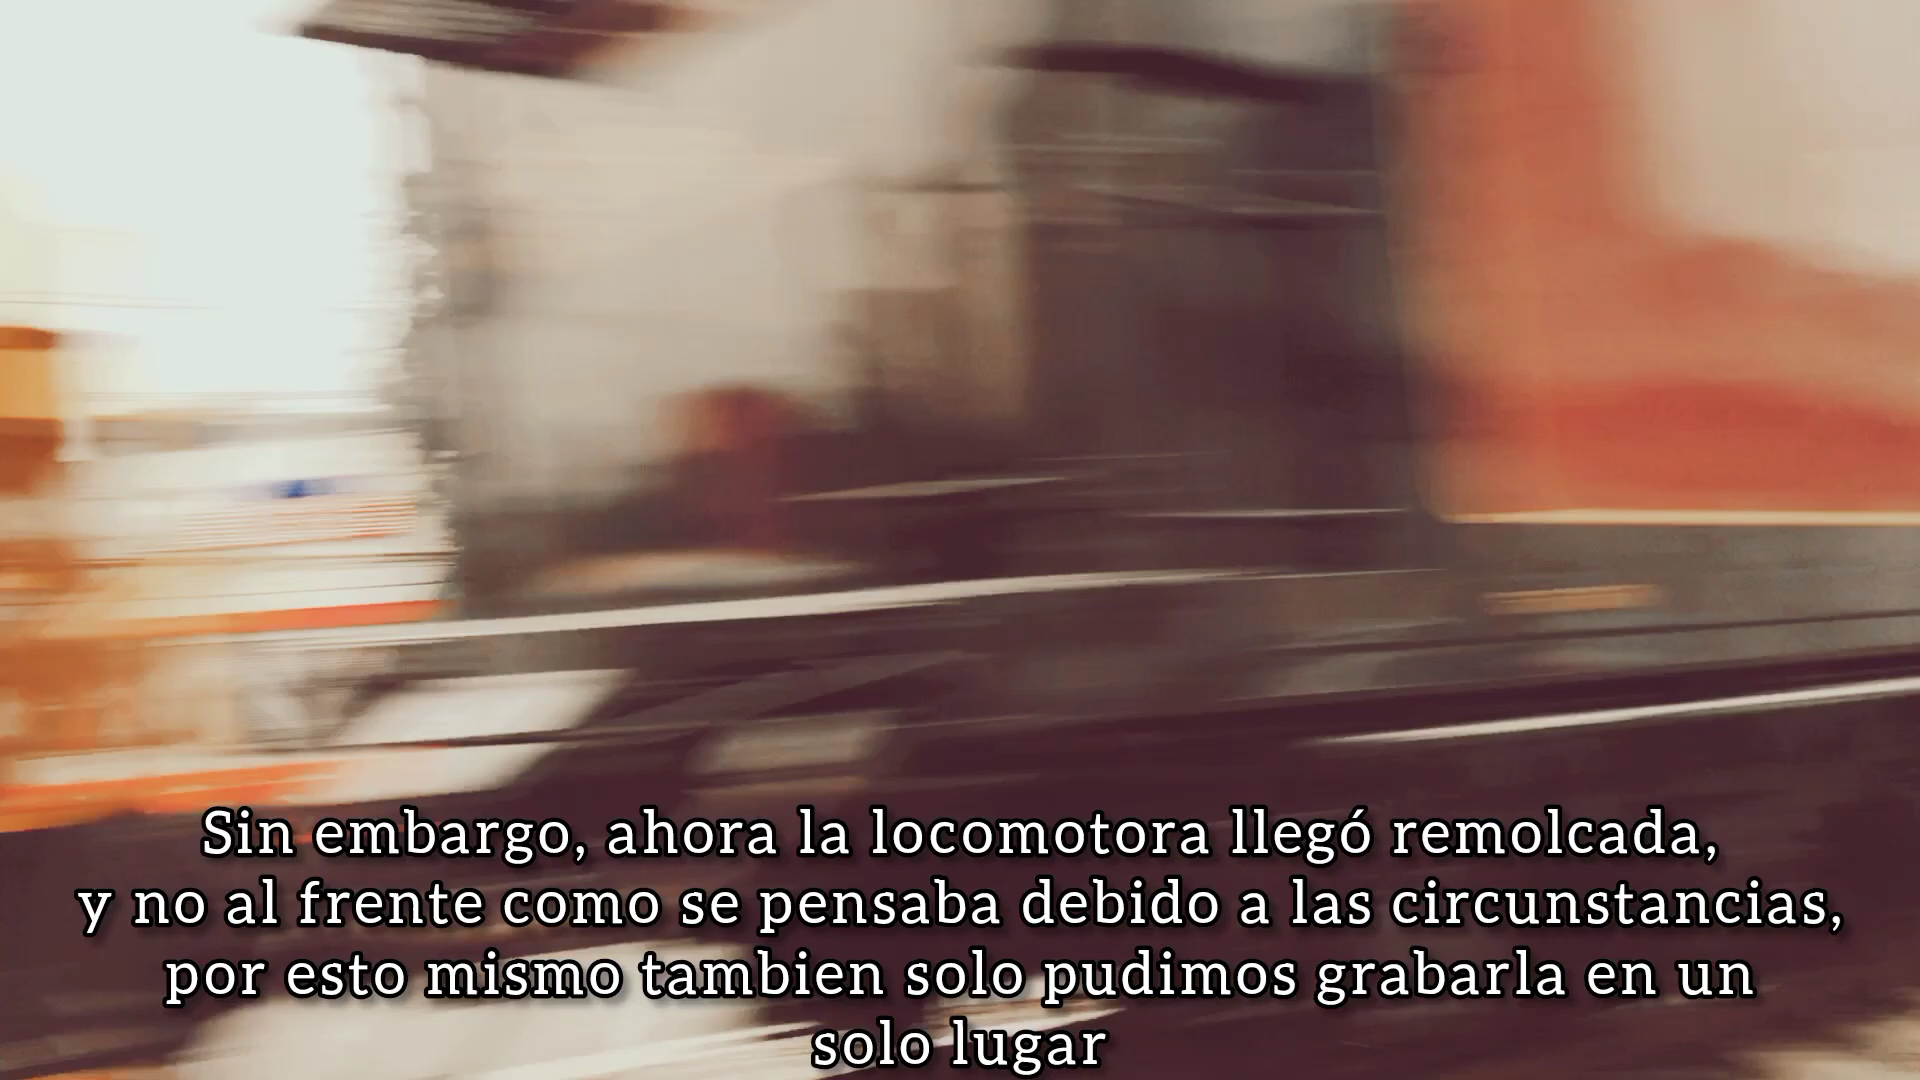 Sin embargo, ahora la locomotora llegó remolcada,
y no al frente como se pensaba debido a las circunstancias,
por esto mismo tambien solo pudimos grabarla en un
solo lugar